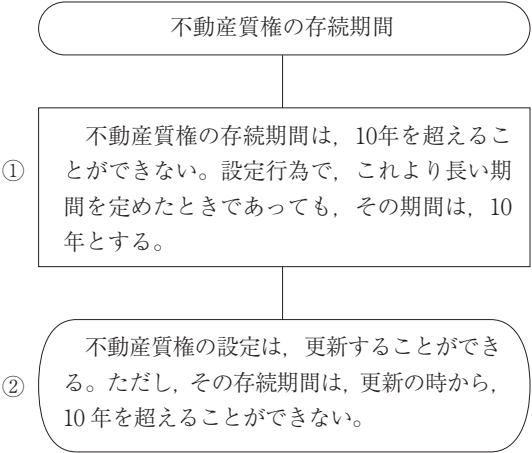 不動産質権の存続期間
①
不動産質権の存続期間は，10年を超えるこ
とができない。設定行為で，これより長い期
間を定めたときであっても，その期間は，10
年とする。
②
不動産質権の設定は，更新することができ
る。ただし，その存続期間は，更新の時から，
10 年を超えることができない。